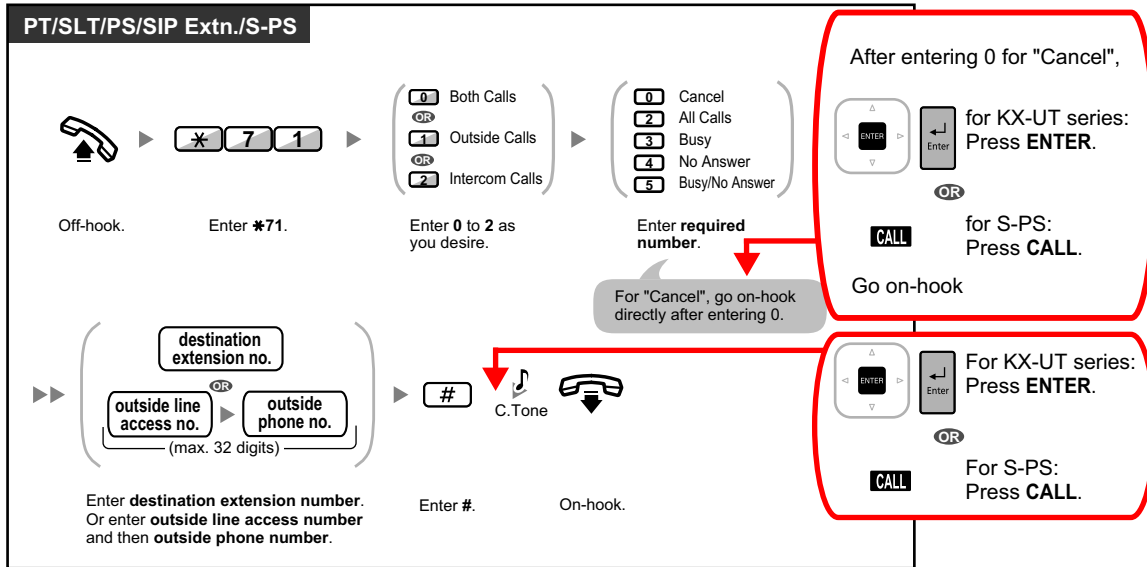 PT/SLT/PS/SIP Extn./S-PS
Off-hook.
✱ 7 1
Enter ✱71.
0 Both Calls
OR
1 Outside Calls
OR
2 Intercom Calls
Enter 0 to 2 as
you desire.
0 Cancel
2 All Calls
3 Busy
4 No Answer
5 Busy/No Answer
Enter required
number.
For "Cancel", go on-hook
directly after entering 0.
After entering 0 for "Cancel",
ENTER
Enter
for KX-UT series:
Press ENTER.
OR
CALL
for S-PS:
Press CALL.
Go on-hook
destination
extension no.
OR
outside line
access no.
outside
phone no.
(max. 32 digits)
Enter destination extension number.
Or enter outside line access number
and then outside phone number.
#
Enter #.
C.Tone
On-hook.
ENTER
Enter
For KX-UT series:
Press ENTER.
OR
CALL
For S-PS:
Press CALL.